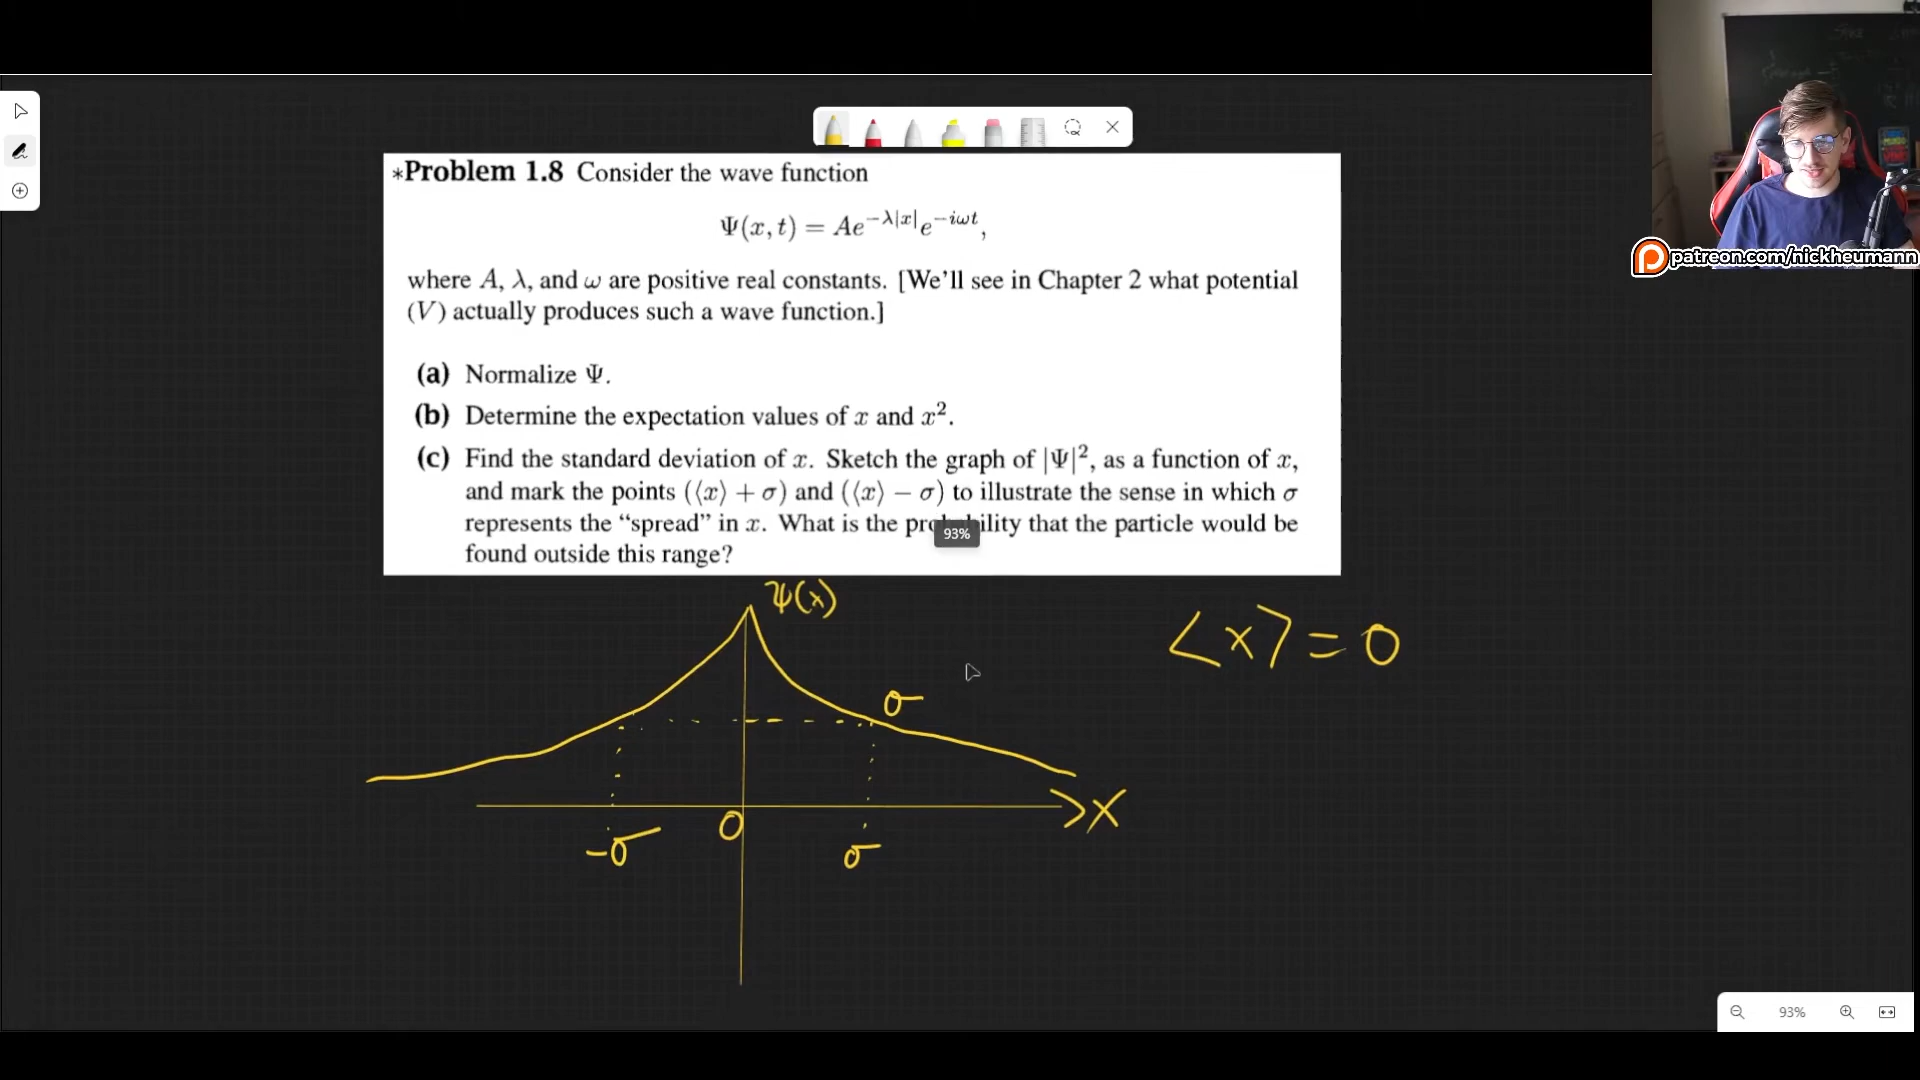 patreon.com/nickheumann
*Problem 1.8 Consider the wave function
Ψ(x, t) = Ae^{−λ|x|}e^{−iωt},
where A, λ, and ω are positive real constants. [We'll see in Chapter 2 what potential
(V) actually produces such a wave function.]
(a) Normalize Ψ.
(b) Determine the expectation values of x and x².
(c) Find the standard deviation of x. Sketch the graph of |Ψ|², as a function of x,
and mark the points (⟨x⟩ + σ) and (⟨x⟩ − σ) to illustrate the sense in which σ
represents the “spread” in x. What is the that the particle would be
93%
found outside this range?
Ψ(x)
⟨x⟩ = 0
σ
x
-σ 0 σ
93%